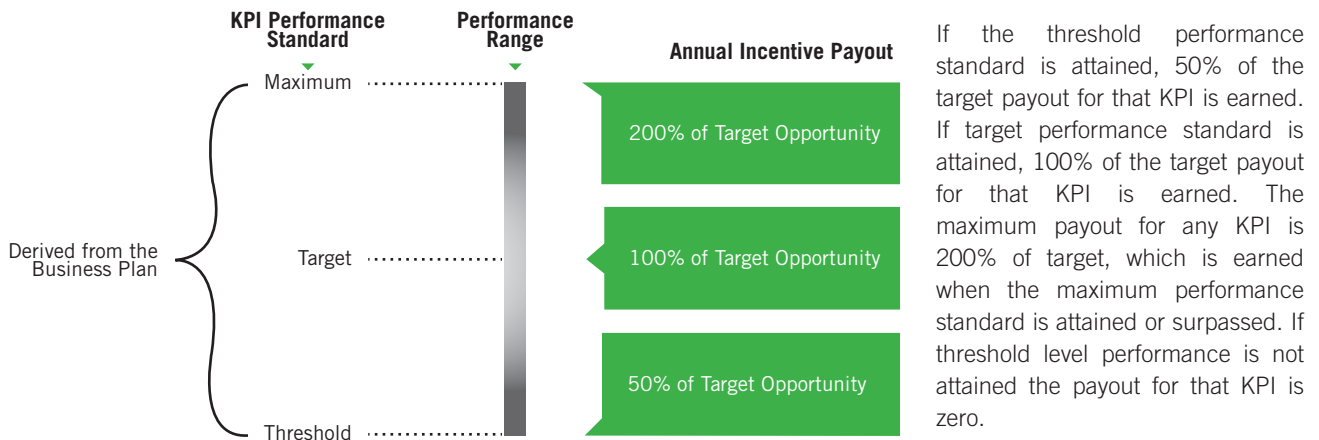 KPI Performance
Standard
Performance
Range
Annual Incentive Payout
Maximum
200% of Target Opportunity
Derived from the
Business Plan
Target
100% of Target Opportunity
50% of Target Opportunity
Threshold
If the threshold performance
standard is attained, 50% of the
target payout for that KPI is earned.
If target performance standard is
attained, 100% of the target payout
for that KPI is earned. The
maximum payout for any KPI is
200% of target, which is earned
when the maximum performance
standard is attained or surpassed. If
threshold level performance is not
attained the payout for that KPI is
zero.